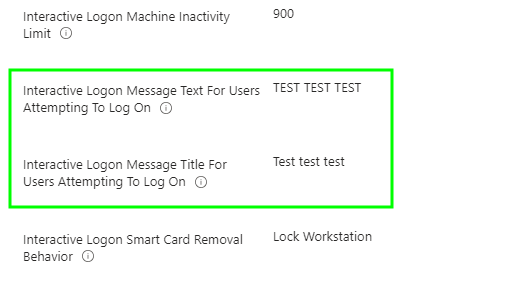 Interactive Logon Machine Inactivity
Limit
900
Interactive Logon Message Text For Users
Attempting To Log On
TEST TEST TEST
Interactive Logon Message Title For
Users Attempting To Log On
Test test test
Interactive Logon Smart Card Removal
Behavior
Lock Workstation